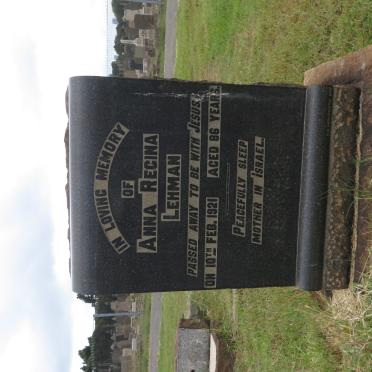 IN LOVING MEMORY
OF
ANNA REGINA
LEHMAN
PASSED AWAY TO BE WITH JESUS
ON 10TH FEB. 1921 AGED 86 YEARS.
PEACEFULLY SLEEP
MOTHER IN ISRAEL.